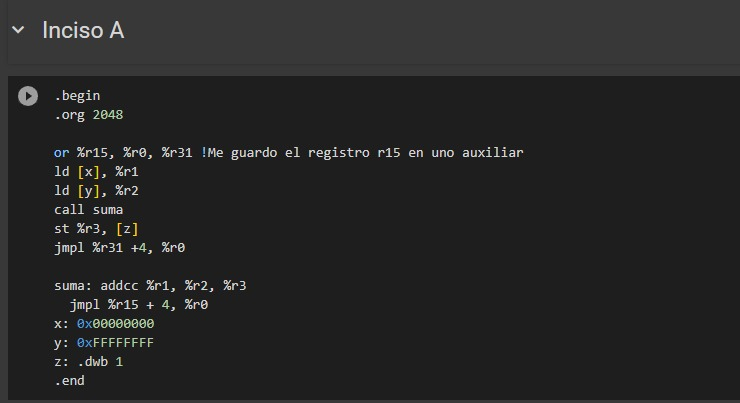 Inciso A
.begin
.org 2048
or %r15, %r0, %r31 !Me guardo el registro r15 en uno auxiliar
ld [x], %r1
ld [y], %r2
call suma
st %r3, [z]
jmpl %r31 +4, %r0
suma: addcc %r1, %r2, %r3
jmpl %r15 + 4, %r0
x: 0x00000000
y: 0xFFFFFFFF
z: .dwb 1
.end